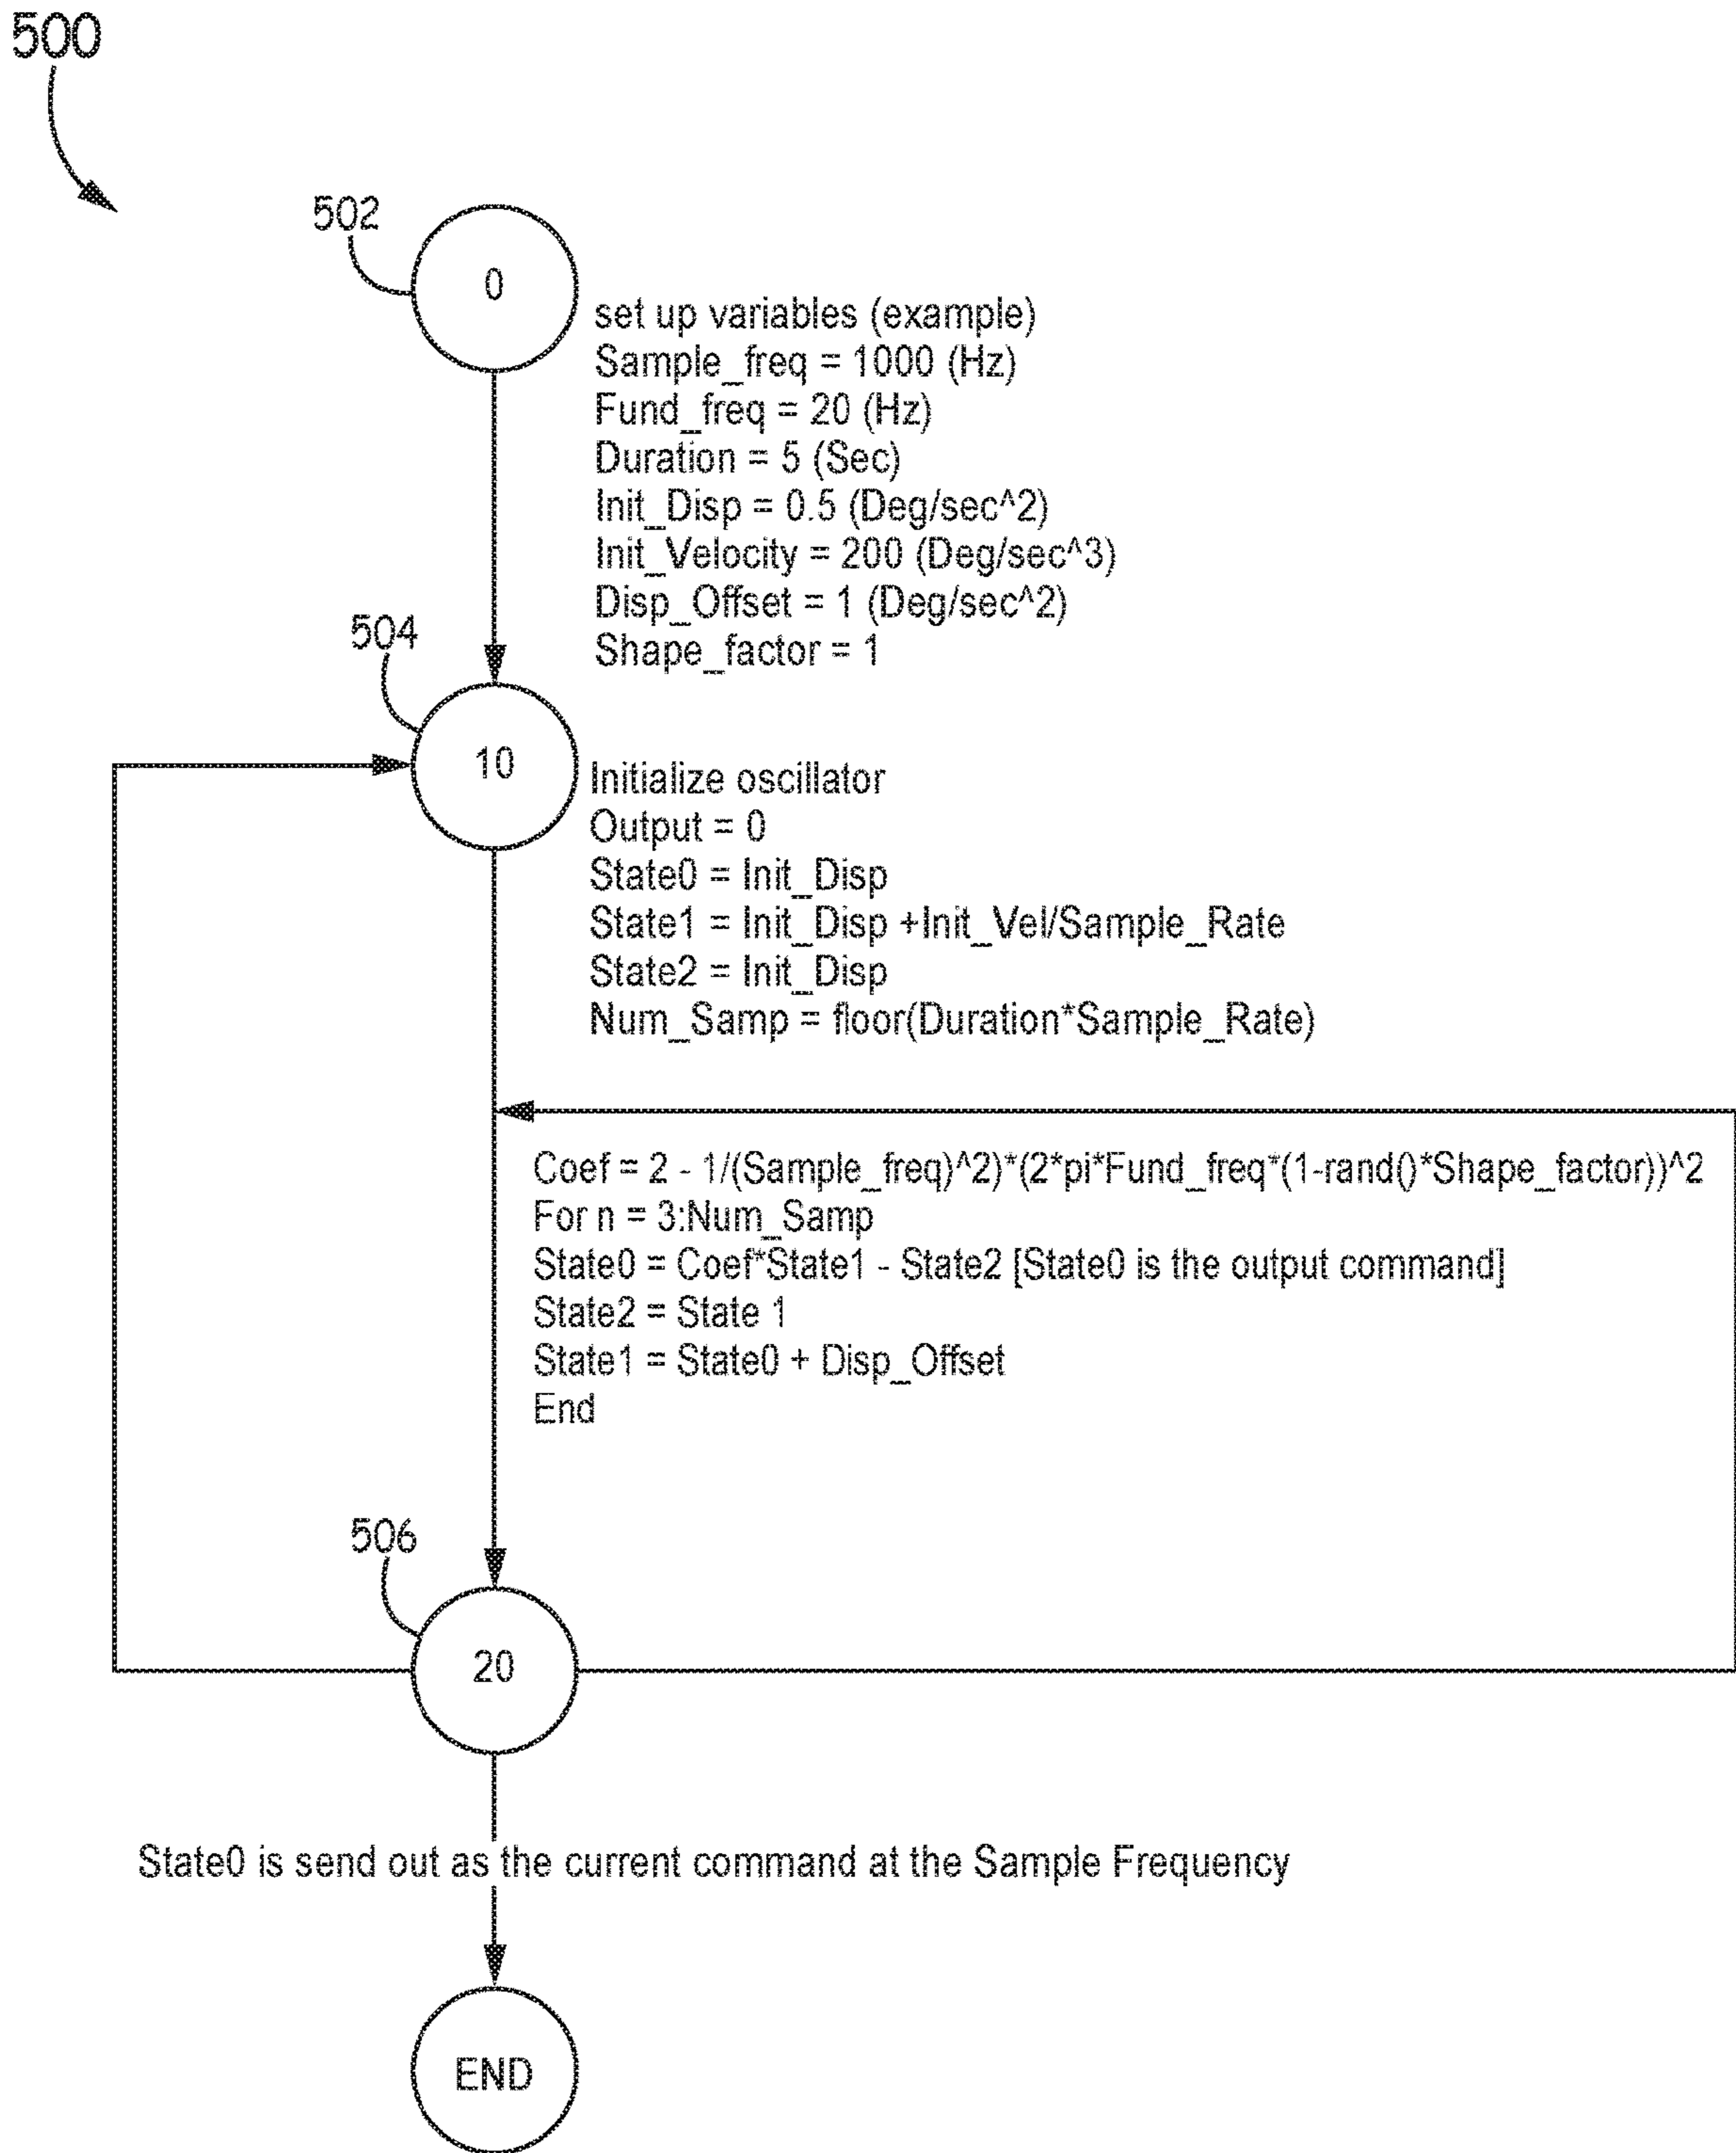 500
502
0
set up variables (example)
Sample_freq = 1000 (Hz)
Fund_freq = 20 (Hz)
Duration = 5 (Sec)
Init_Disp = 0.5 (Deg/sec^2)
Init_Velocity = 200 (Deg/sec^3)
Disp_Offset = 1 (Deg/sec^2)
Shape_factor = 1
504
10
Initialize oscillator
Output = 0
State0 = Init_Disp
State1 = Init_Disp +Init_Vel/Sample_Rate
State2 = Init_Disp
Num_Samp = floor(Duration*Sample_Rate)
Coef = 2 - 1/(Sample_freq)^2)*(2*pi*Fund_freq*(1-rand()*Shape_factor))^2
For n = 3:Num_Samp
State0 = Coef*State1 - State2 [State0 is the output command]
State2 = State 1
State1 = State0 + Disp_Offset
End
506
20
State0 is send out as the current command at the Sample Frequency
END